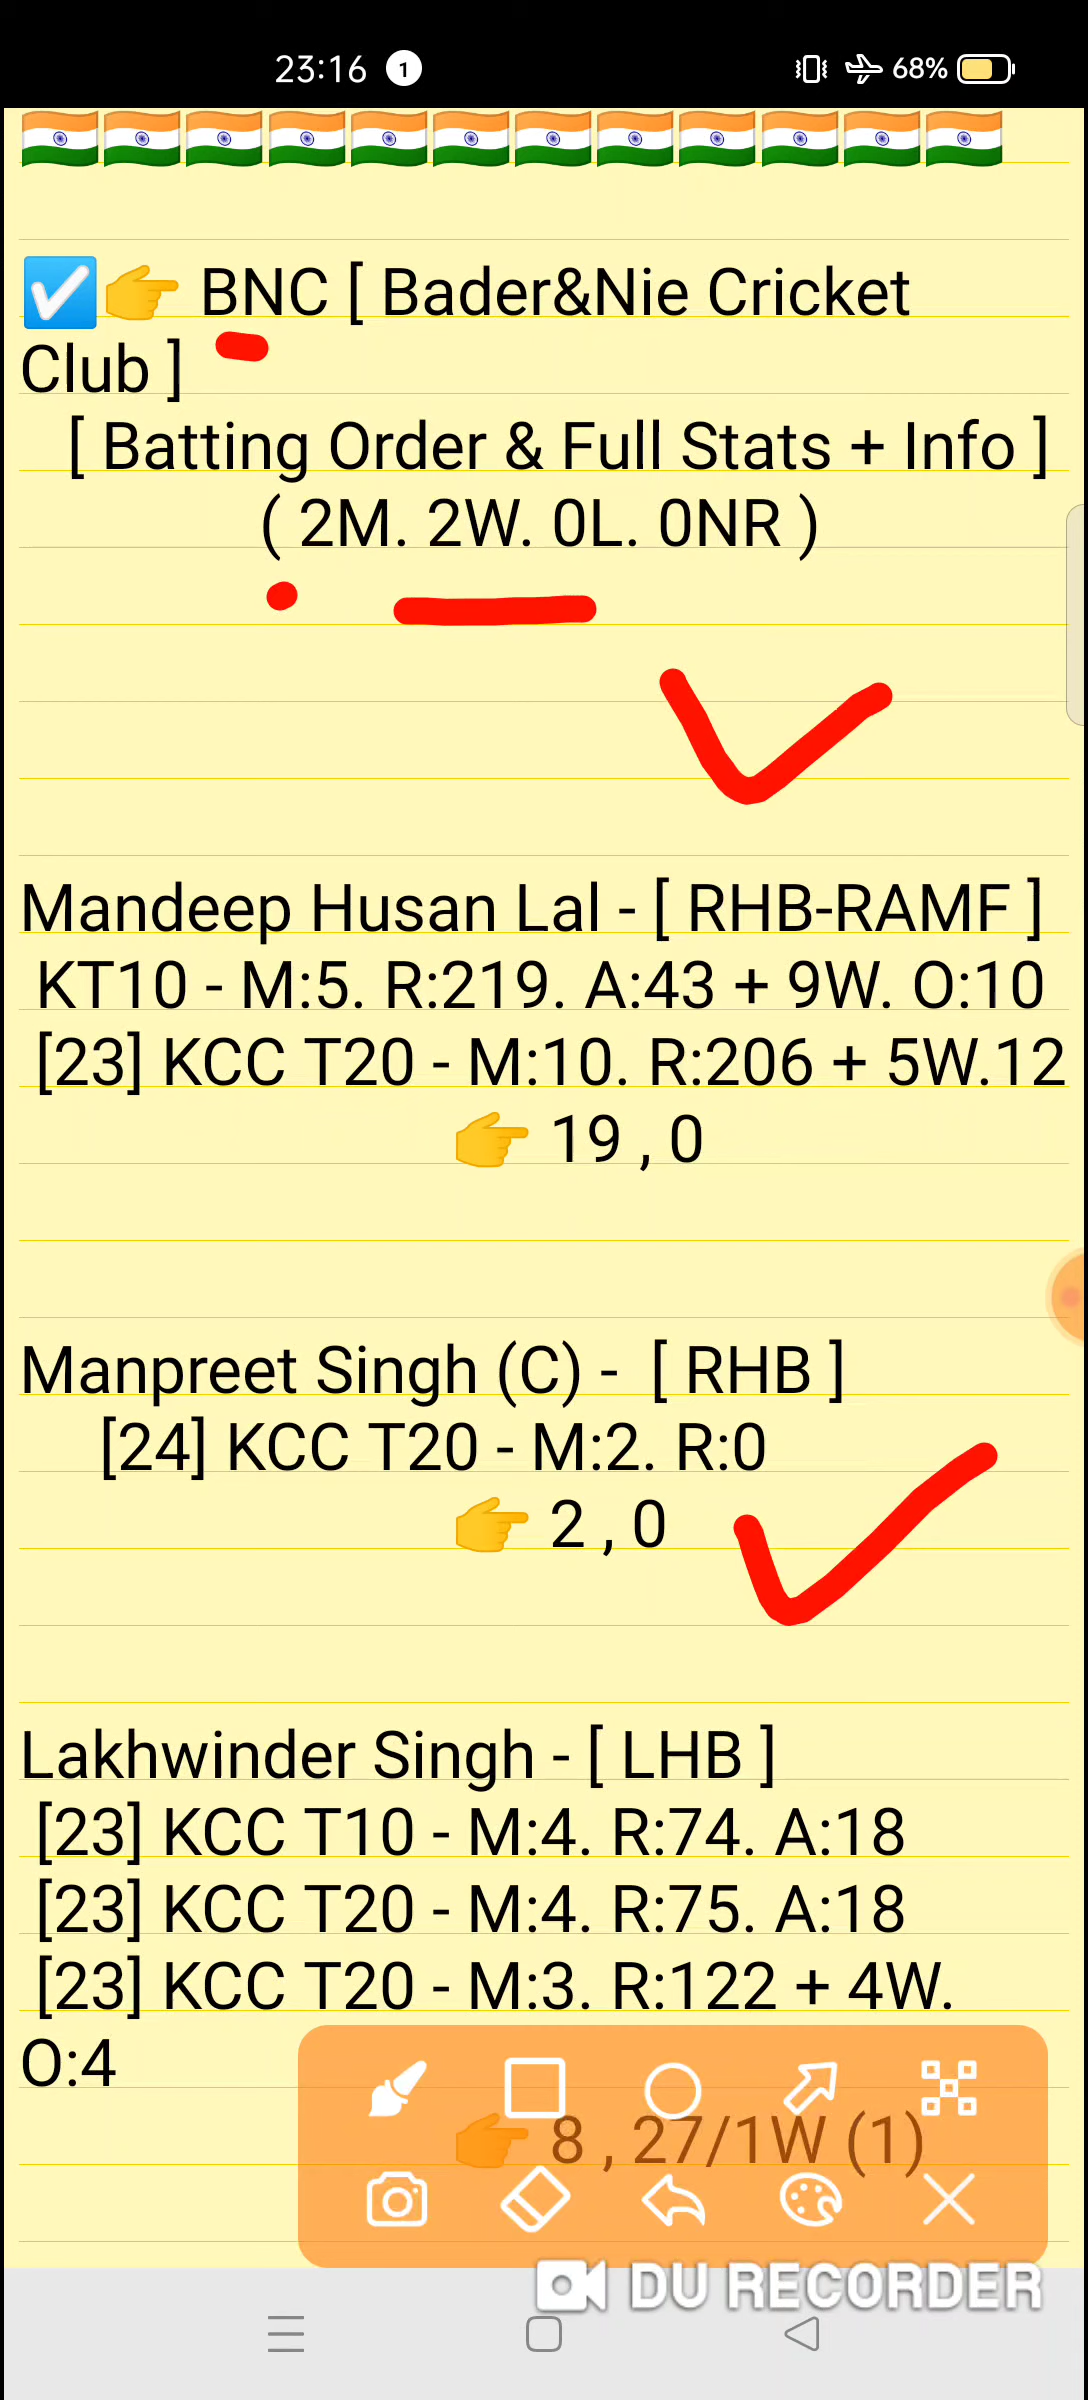 23:16 1 68%
BNC [ Bader&Nie Cricket
Club ]
[ Batting Order & Full Stats + Info ]
( 2M. 2W. 0L. 0NR )
Mandeep Husan Lal - [ RHB-RAMF ]
KT10 - M:5. R:219. A:43 + 9W. O:10
[23] KCC T20 - M:10. R:206 + 5W.12
19 , 0
Manpreet Singh (C) - [ RHB ]
[24] KCC T20 - M:2. R:0
2 , 0
Lakhwinder Singh - [ LHB ]
[23] KCC T10 - M:4. R:74. A:18
[23] KCC T20 - M:4. R:75. A:18
[23] KCC T20 - M:3. R:122 + 4W.
O:4
8 , 27/1W (1)
DU RECORDER